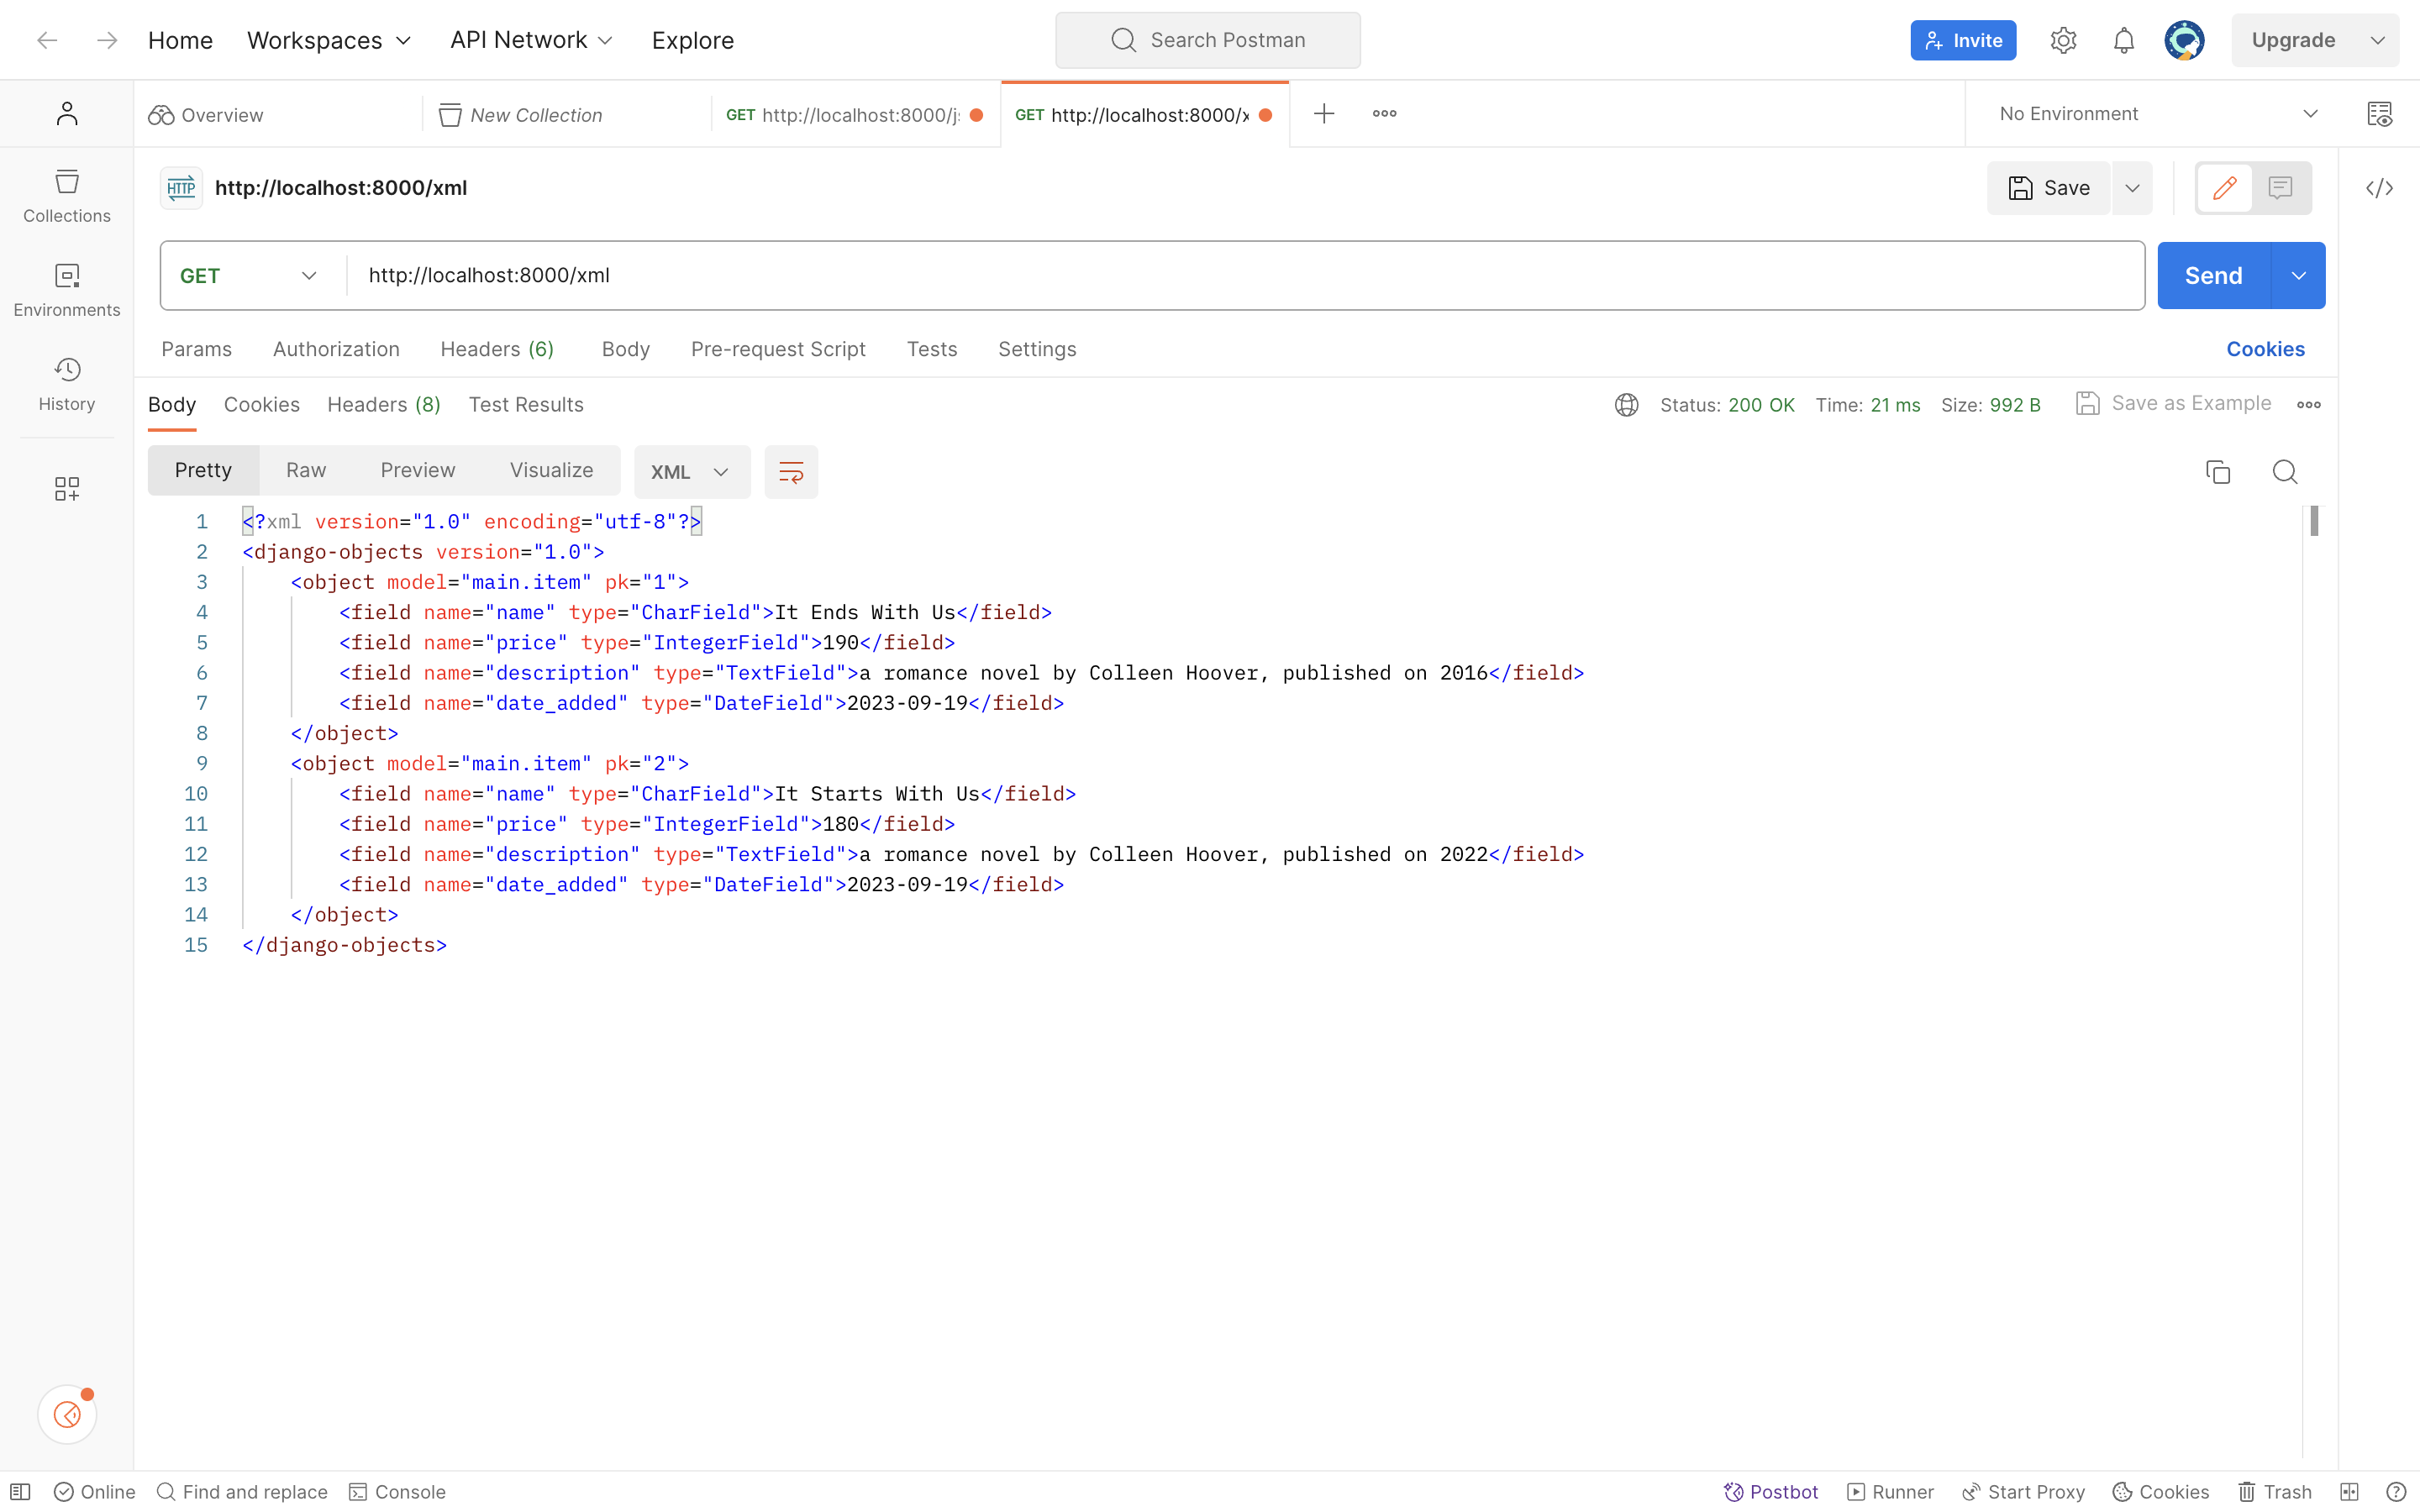 Home Workspaces API Network Explore Search Postman Invite Upgrade
Overview New Collection GET http://localhost:8000/j GET http://localhost:8000/x No Environment
HTTP http://localhost:8000/xml Save
Collections
GET http://localhost:8000/xml Send
Environments
Params Authorization Headers (6) Body Pre-request Script Tests Settings Cookies
History
Body Cookies Headers (8) Test Results Status: 200 OK Time: 21 ms Size: 992 B Save as Example
Pretty Raw Preview Visualize XML
1 <?xml version="1.0" encoding="utf-8"?>
2 <django-objects version="1.0">
3 <object model="main.item" pk="1">
4 <field name="name" type="CharField">It Ends With Us</field>
5 <field name="price" type="IntegerField">190</field>
6 <field name="description" type="TextField">a romance novel by Colleen Hoover, published on 2016</field>
7 <field name="date_added" type="DateField">2023-09-19</field>
8 </object>
9 <object model="main.item" pk="2">
10 <field name="name" type="CharField">It Starts With Us</field>
11 <field name="price" type="IntegerField">180</field>
12 <field name="description" type="TextField">a romance novel by Colleen Hoover, published on 2022</field>
13 <field name="date_added" type="DateField">2023-09-19</field>
14 </object>
15 </django-objects>
Online Find and replace Console Postbot Runner Start Proxy Cookies Trash